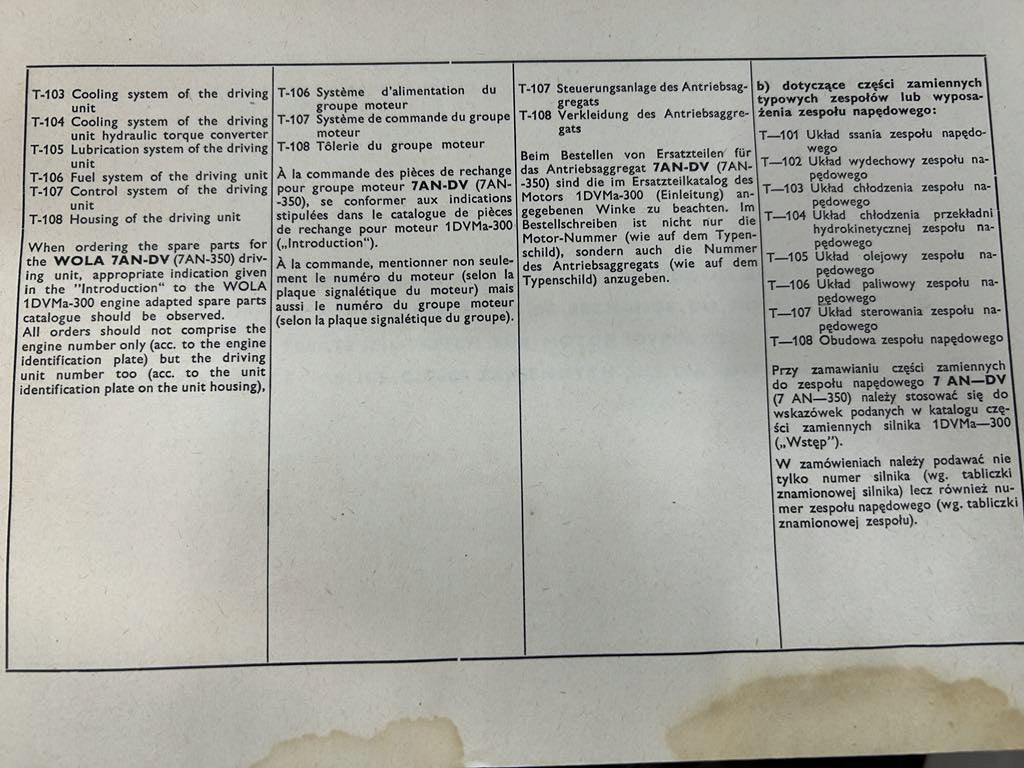 T-103 Cooling system of the driving
unit
T-104 Cooling system of the driving
unit hydraulic torque converter
T-105 Lubrication system of the driving
unit
T-106 Fuel system of the driving unit
T-107 Control system of the driving
unit
T-108 Housing of the driving unit
When ordering the spare parts for
the WOLA 7AN-DV (7AN-350) driv-
ing unit, appropriate indication given
in the "Introduction" to the WOLA
1DVMa-300 engine adapted spare parts
catalogue should be observed.
All orders should not comprise the
engine number only (acc. to the engine
identification plate) but the driving
unit number too (acc. to the unit
identification plate on the unit housing),
T-106 Système d'alimentation du
groupe moteur
T-107 Système de commande du groupe
moteur
T-108 Tôlerie du groupe moteur
À la commande des pièces de rechange
pour groupe moteur 7AN-DV (7AN-
-350), se conformer aux indications
stipulées dans le catalogue de pièces
de rechange pour moteur 1DVMa-300
(„Introduction").
À la commande, mentionner non seule-
ment le numéro du moteur (selon la
plaque signalétique du moteur) mais
aussi le numéro du groupe moteur
(selon la plaque signalétique du groupe).
T-107 Steuerungsanlage des Antriebsag-
gregats
T-108 Verkleidung des Antriebsaggre-
gats
Beim Bestellen von Ersatzteilen für
das Antriebsaggregat 7AN-DV (7AN-
-350) sind die im Ersatzteilkatalog des
Motors 1DVMa-300 (Einleitung) an-
gegebenen Winke zu beachten. Im
Bestellschreiben ist nicht nur die
Motor-Nummer (wie auf dem Typen-
schild), sondern auch die Nummer
des Antriebsaggregats (wie auf dem
Typenschild) anzugeben.
b) dotyczące części zamiennych
typowych zespołów lub wyposa-
żenia zespołu napędowego:
T—101 Układ ssania zespołu napędo-
wego
T—102 Układ wydechowy zespołu na-
pędowego
T—103 Układ chłodzenia zespołu na-
pędowego
T—104 Układ chłodzenia przekładni
hydrokinetycznej zespołu na-
pędowego
T—105 Układ olejowy zespołu na-
pędowego
T—106 Układ paliwowy zespołu na-
pędowego
T—107 Układ sterowania zespołu na-
pędowego
T—108 Obudowa zespołu napędowego
Przy zamawianiu części zamiennych
do zespołu napędowego 7 AN—DV
(7 AN—350) należy stosować się do
wskazówek podanych w katalogu czę-
ści zamiennych silnika 1DVMa—300
(„Wstęp").
W zamówieniach należy podawać nie
tylko numer silnika (wg. tabliczki
znamionowej silnika) lecz również nu-
mer zespołu napędowego (wg. tabliczki
znamionowej zespołu).